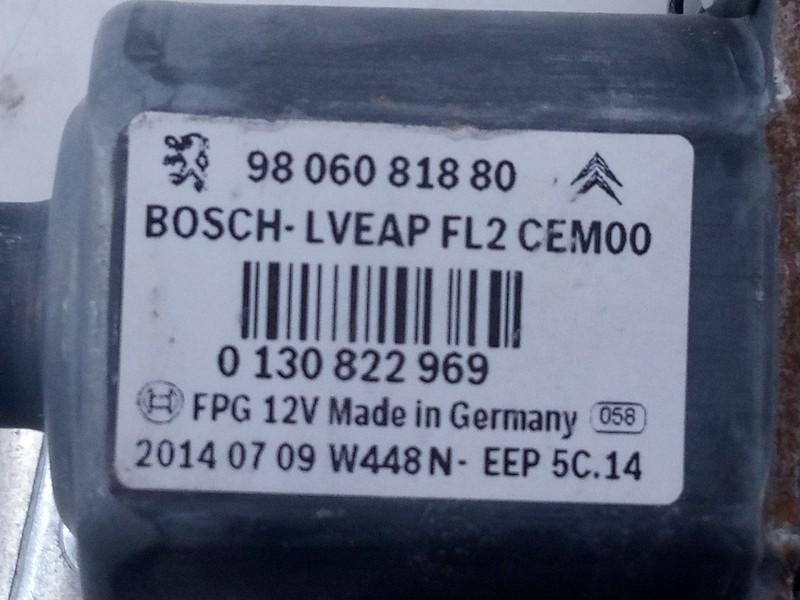 98 060 818 80
BOSCH- LVEAP FL2 CEM00
0 130 822 969
FPG 12V Made in Germany 058
2014 07 09 W448 N- EEP 5C.14